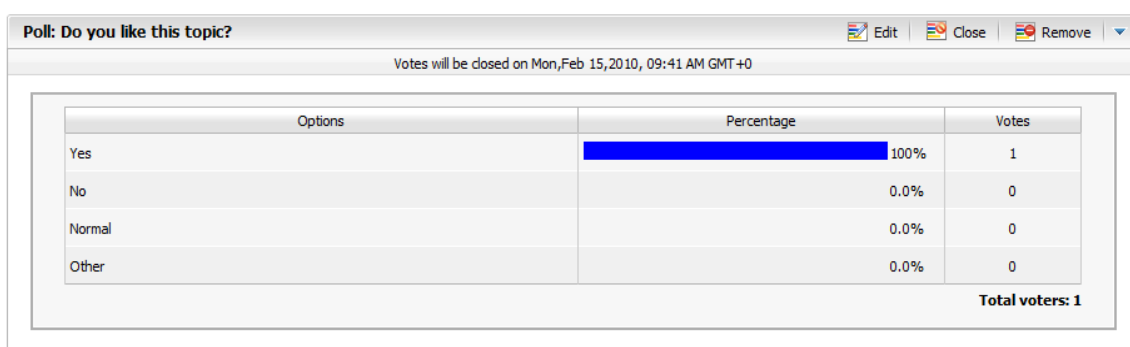 Poll: Do you like this topic? Edit Close Remove
Votes will be closed on Mon,Feb 15,2010, 09:41 AM GMT+0
Options Percentage Votes
Yes 100% 1
No 0.0% 0
Normal 0.0% 0
Other 0.0% 0
Total voters: 1